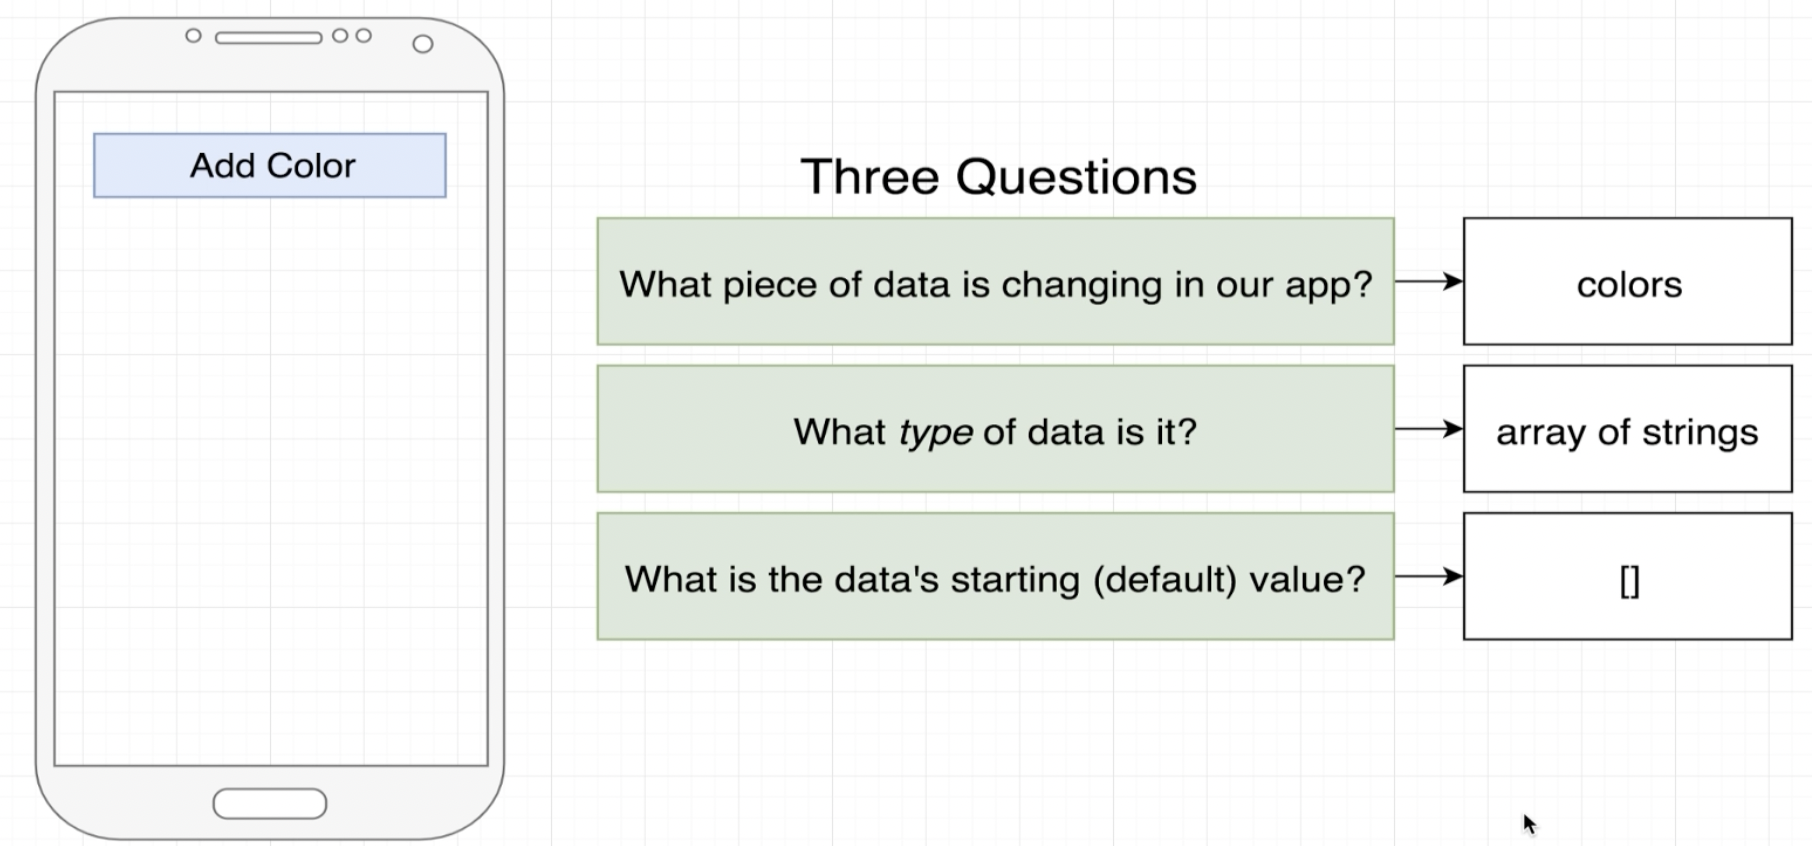 Add Color
Three Questions
What piece of data is changing in our app?
colors
What type of data is it?
array of strings
What is the data's starting (default) value?
[]